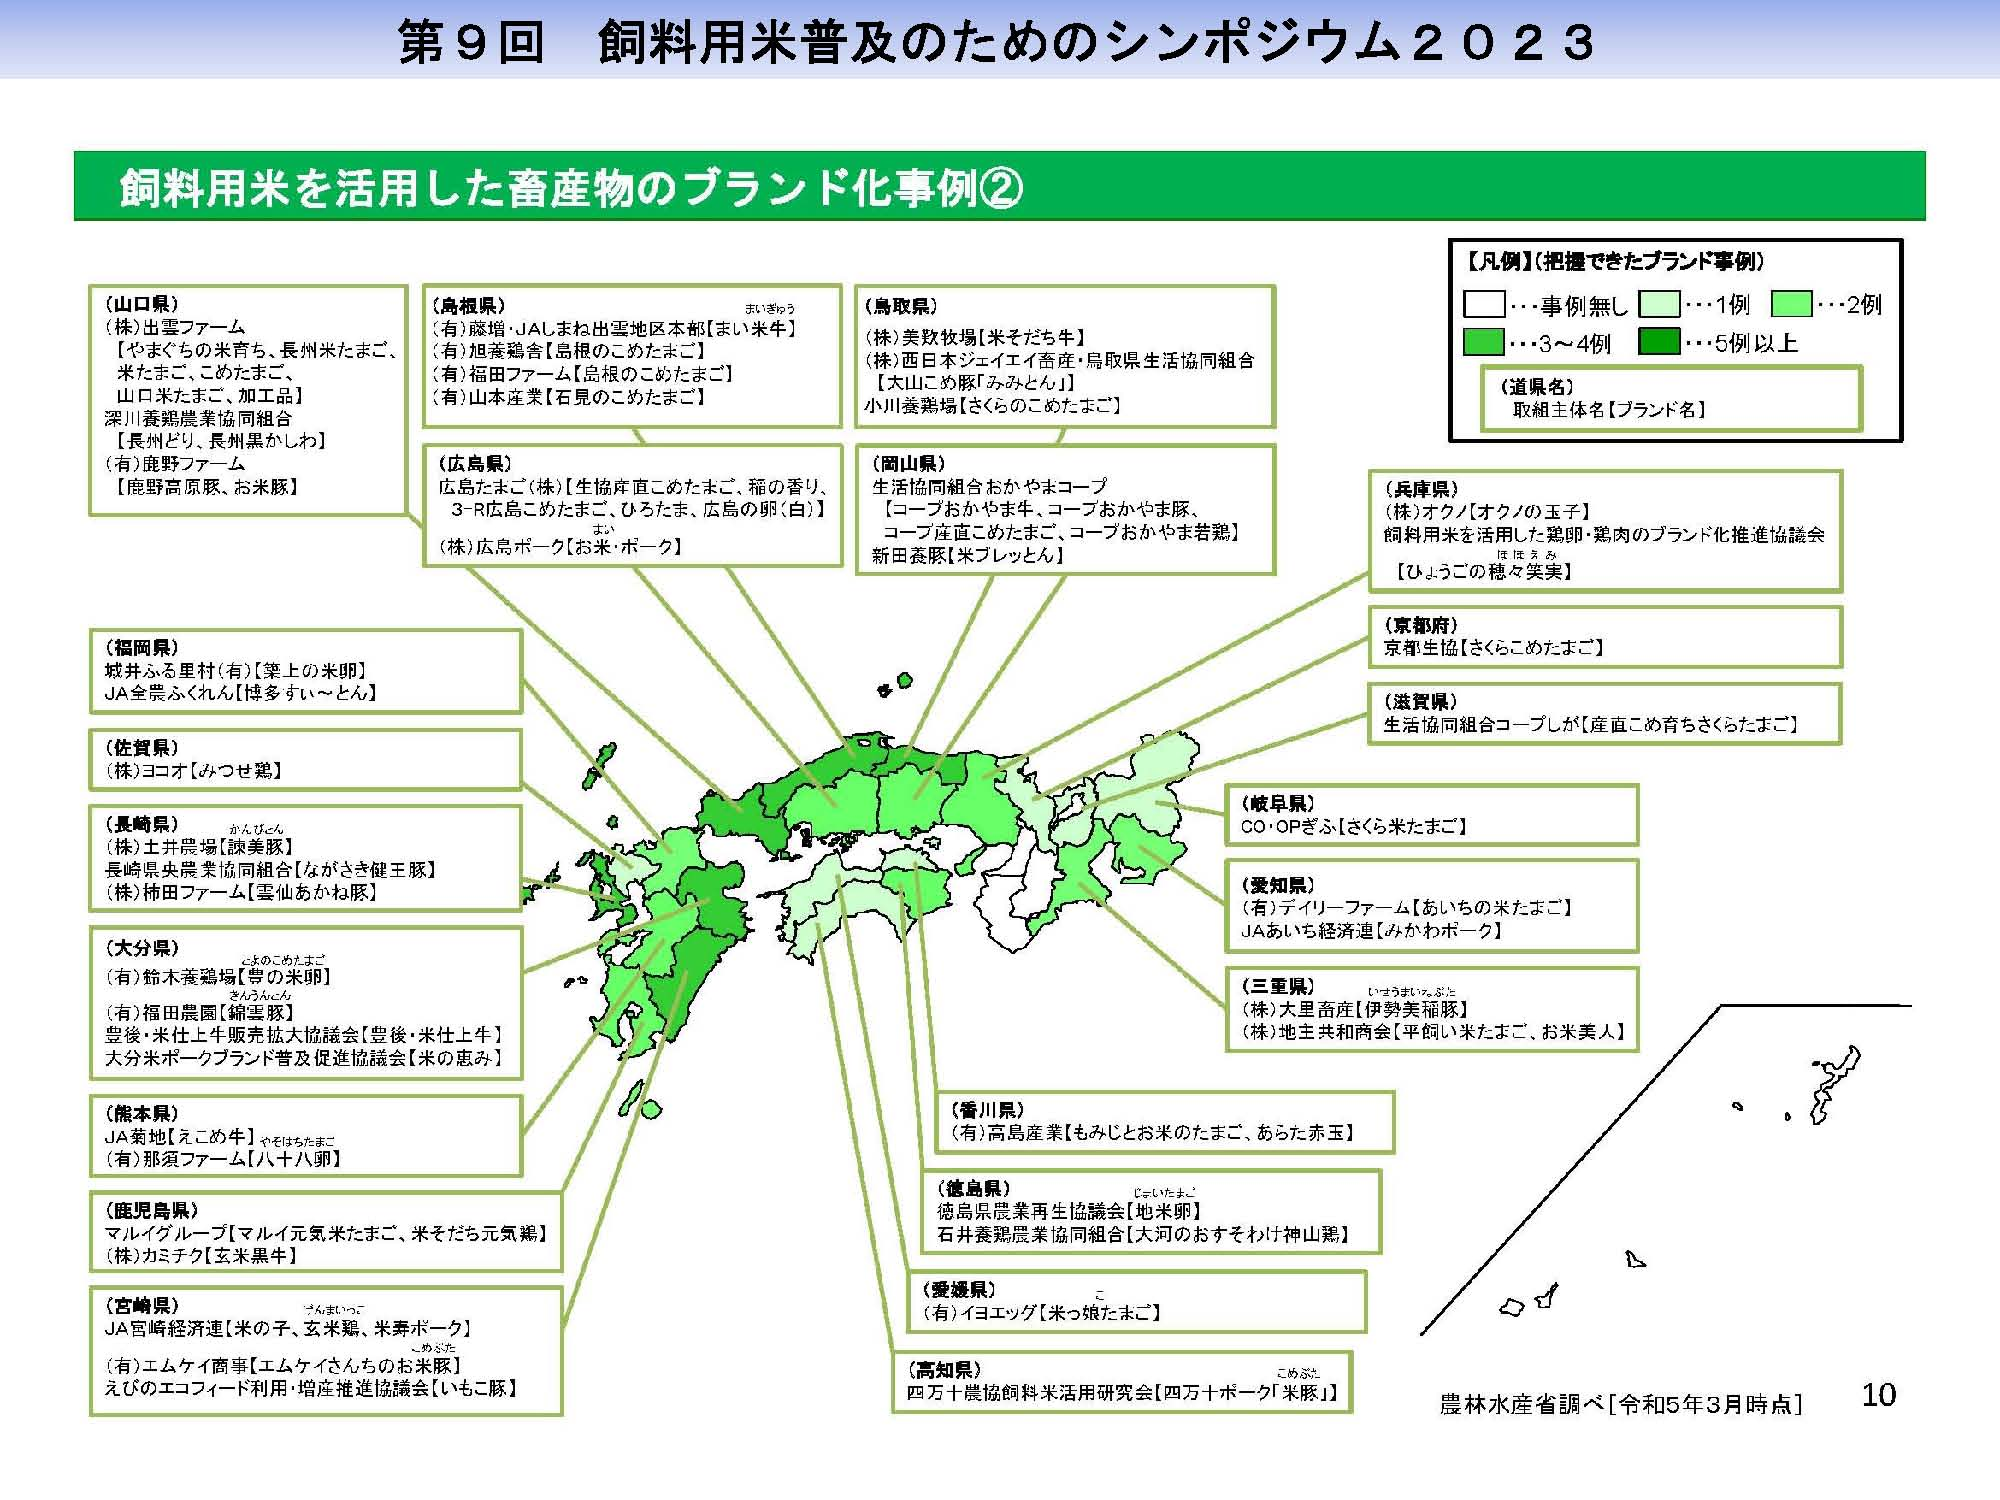 第９回　飼料用米普及のためのシンポジウム２０２３
飼料用米を活用した畜産物のブランド化事例②
【凡例】(把握できたブランド事例)
･･･事例無し ･･･1例 ･･･2例
･･･3～4例 ･･･5例以上
(道県名)
取組主体名【ブランド名】
(山口県)
(株)出雲ファーム
【やまぐちの米育ち、長州米たまご、
米たまご、こめたまご、
山口米たまご、加工品】
深川養鶏農業協同組合
【長州どり、長州黒かしわ】
(有)鹿野ファーム
【鹿野高原豚、お米豚】
(島根県)
まいぎゅう
(有)藤増･JAしまね出雲地区本部【まい米牛】
(有)旭養鶏舎【島根のこめたまご】
(有)福田ファーム【島根のこめたまご】
(有)山本産業【石見のこめたまご】
(鳥取県)
(株)美歎牧場【米そだち牛】
(株)西日本ジェイエイ畜産･鳥取県生活協同組合
【大山こめ豚「みみとん」】
小川養鶏場【さくらのこめたまご】
(広島県)
広島たまご(株)【生協産直こめたまご、稲の香り、
3-R広島こめたまご、ひろたま、広島の卵(白)】
まい
(株)広島ポーク【お米･ポーク】
(岡山県)
生活協同組合おかやまコープ
【コープおかやま牛、コープおかやま豚、
コープ産直こめたまご、コープおかやま若鶏】
新田養豚【米ブレッとん】
(兵庫県)
(株)オクノ【オクノの玉子】
飼料用米を活用した鶏卵･鶏肉のブランド化推進協議会
ほほえみ
【ひょうごの穂々笑実】
(京都府)
京都生協【さくらこめたまご】
(滋賀県)
生活協同組合コープしが【産直こめ育ちさくらたまご】
(岐阜県)
CO･OPぎふ【さくら米たまご】
(愛知県)
(有)デイリーファーム【あいちの米たまご】
JAあいち経済連【みかわポーク】
(三重県)
いせうまいねぶた
(株)大里畜産【伊勢美稲豚】
(株)地主共和商会【平飼い米たまご、お米美人】
(福岡県)
城井ふる里村(有)【築上の米卵】
JA全農ふくれん【博多すぃ～とん】
(佐賀県)
(株)ヨコオ【みつせ鶏】
(長崎県)
かんびとん
(株)土井農場【諫美豚】
長崎県央農業協同組合【ながさき健王豚】
(株)柿田ファーム【雲仙あかね豚】
(大分県)
とよのこめたまご
(有)鈴木養鶏場【豊の米卵】
きんうんとん
(有)福田農園【錦雲豚】
豊後･米仕上牛販売拡大協議会【豊後･米仕上牛】
大分米ポークブランド普及促進協議会【米の恵み】
(熊本県)
JA菊地【えこめ牛】
やそはちたまご
(有)那須ファーム【八十八卵】
(鹿児島県)
マルイグループ【マルイ元気米たまご、米そだち元気鶏】
(株)カミチク【玄米黒牛】
(宮崎県)
げんまいっこ
JA宮崎経済連【米の子、玄米鶏、米寿ポーク】
こめぶた
(有)エムケイ商事【エムケイさんちのお米豚】
えびのエコフィード利用･増産推進協議会【いもこ豚】
(香川県)
(有)高島産業【もみじとお米のたまご、あらた赤玉】
(徳島県)
じまいたまご
徳島県農業再生協議会【地米卵】
石井養鶏農業協同組合【大河のおすそわけ神山鶏】
(愛媛県)
こ
(有)イヨエッグ【米っ娘たまご】
(高知県)
こめぶた
四万十農協飼料米活用研究会【四万十ポーク「米豚」】
農林水産省調べ[令和5年3月時点]
10